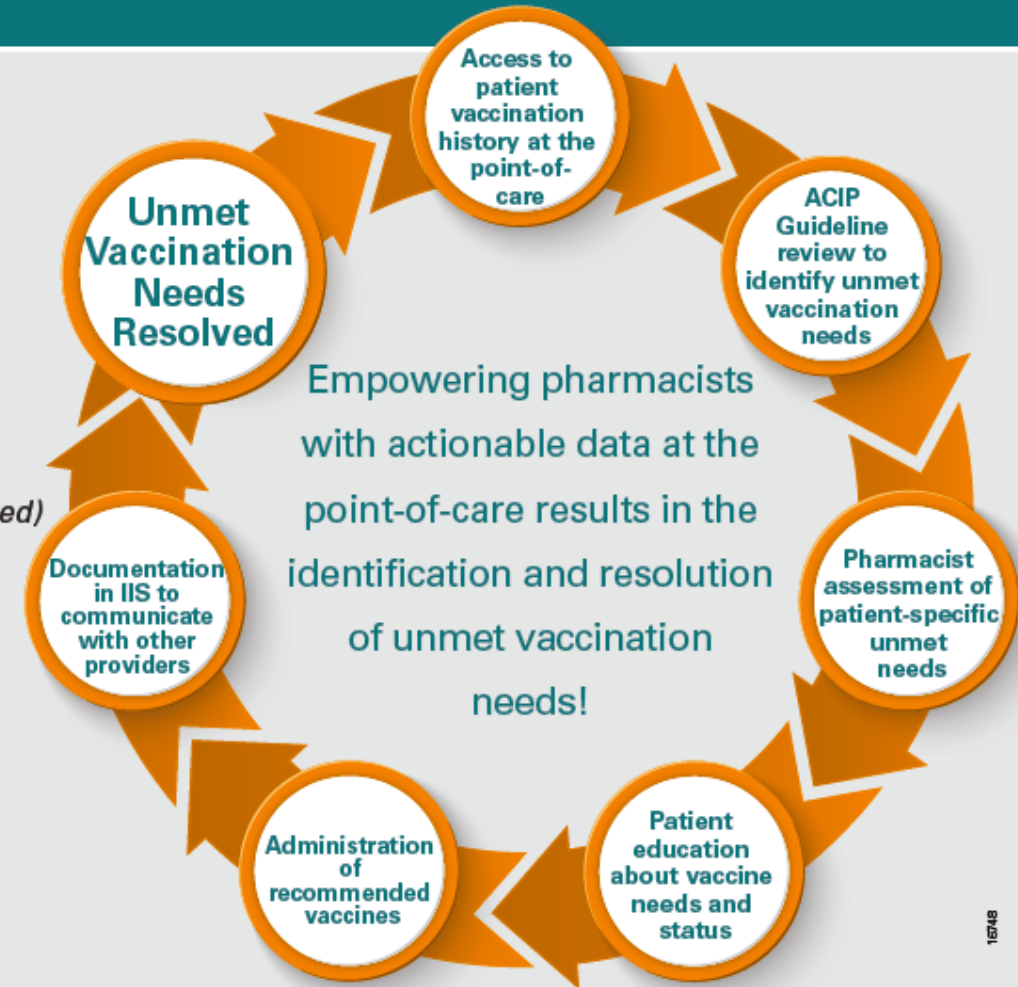 Access to
patient
vaccination
history at the
point-of-
care
ACIP
Guideline
review to
identify unmet
vaccination
needs
Pharmacist
assessment of
patient-specific
unmet
needs
Patient
education
about vaccine
needs and
status
Administration
of
recommended
vaccines
Documentation
in IIS to
communicate
with other
providers
Unmet
Vaccination
Needs
Resolved
Empowering pharmacists
with actionable data at the
point-of-care results in the
identification and resolution
of unmet vaccination
needs!
ed)
16748